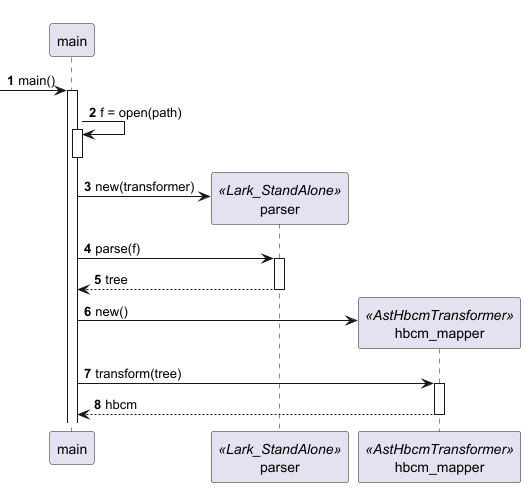 main
1 main()
2 f = open(path)
3 new(transformer)
«Lark_StandAlone»
parser
4 parse(f)
5 tree
6 new()
«AstHbcmTransformer»
hbcm_mapper
7 transform(tree)
8 hbcm
main
«Lark_StandAlone»
parser
«AstHbcmTransformer»
hbcm_mapper